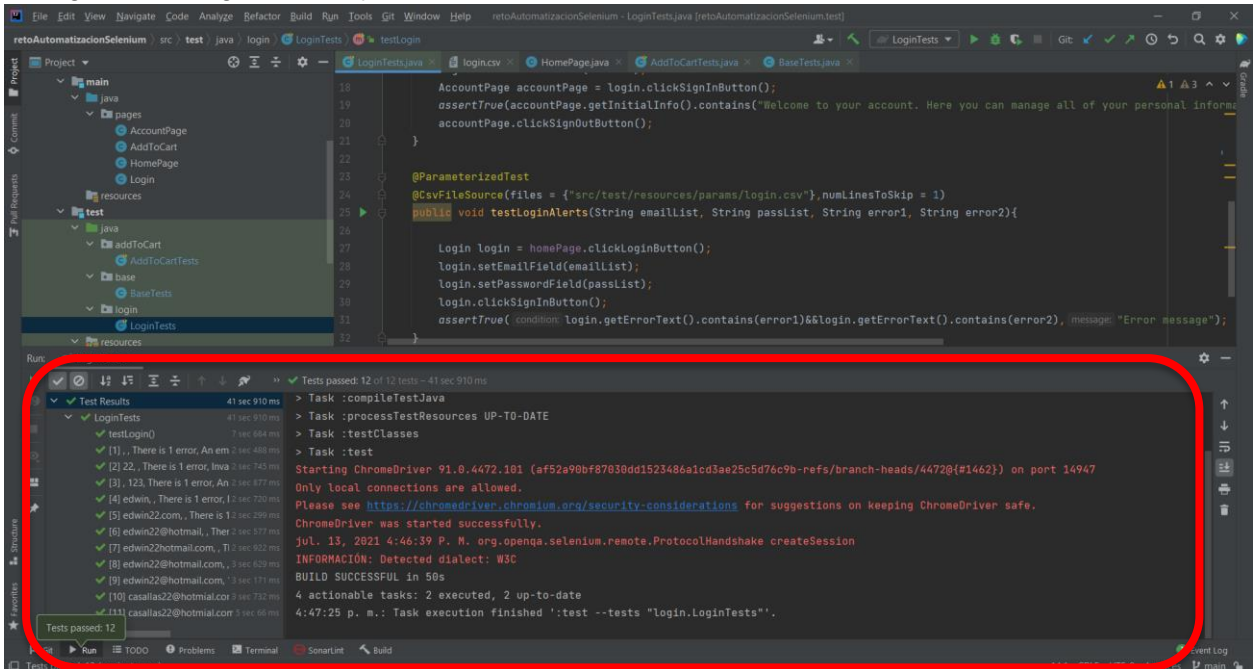 File Edit View Navigate Code Analyze Refactor Build Run Tools Git Window Help retoAutomatizacionSelenium - LoginTests.java [retoAutomatizacionSelenium.test]
retoAutomatizacionSelenium src test java login LoginTests testLogin LoginTests Git:
Project LoginTests.java login.csv HomePage.java AddToCartTests.java BaseTests.java
main
java
pages
AccountPage
AddToCart
HomePage
Login
resources
test
java
addToCart
AddToCartTests
base
BaseTests
login
LoginTests
resources
18 AccountPage accountPage = login.clickSignInButton();
19 assertTrue(accountPage.getInitialInfo().contains("Welcome to your account. Here you can manage all of your personal informa
20 accountPage.clickSignOutButton();
21 }
22
23 @ParameterizedTest
24 @CsvFileSource(files = {"src/test/resources/params/login.csv"},numLinesToSkip = 1)
25 public void testLoginAlerts(String emailList, String passList, String error1, String error2){
26
27 Login login = homePage.clickLoginButton();
28 login.setEmailField(emailList);
29 login.setPasswordField(passList);
30 login.clickSignInButton();
31 assertTrue( condition: login.getErrorText().contains(error1)&&login.getErrorText().contains(error2), message: "Error message");
32 }
1 3
Project
Commit
Pull Requests
Structure
Favorites
Gradle
Run:
Tests passed: 12 of 12 tests – 41 sec 910 ms
Test Results 41 sec 910 ms
LoginTests 41 sec 910 ms
testLogin() 7 sec 684 ms
[1] , , There is 1 error, An em 2 sec 488 ms
[2] 22, , There is 1 error, Inva 2 sec 745 ms
[3] , 123, There is 1 error, An 2 sec 877 ms
[4] edwin, , There is 1 error, I 2 sec 720 ms
[5] edwin22.com, , There is 1 2 sec 299 ms
[6] edwin22@hotmail, , Ther 2 sec 577 ms
[7] edwin22hotmail.com, , Tl 2 sec 922 ms
[8] edwin22@hotmail.com, , 3 sec 629 ms
[9] edwin22@hotmail.com, 3 sec 171 ms
[10] casallas22@hotmial.cor 3 sec 732 ms
[11] casallas22@hotmial.com 5 sec 66 ms
> Task :compileTestJava
> Task :processTestResources UP-TO-DATE
> Task :testClasses
> Task :test
Starting ChromeDriver 91.0.4472.101 (af52a90bf87030dd1523486a1cd3ae25c5d76c9b-refs/branch-heads/4472@{#1462}) on port 14947
Only local connections are allowed.
Please see https://chromedriver.chromium.org/security-considerations for suggestions on keeping ChromeDriver safe.
ChromeDriver was started successfully.
jul. 13, 2021 4:46:39 P. M. org.openqa.selenium.remote.ProtocolHandshake createSession
INFORMACIÓN: Detected dialect: W3C
BUILD SUCCESSFUL in 50s
4 actionable tasks: 2 executed, 2 up-to-date
4:47:25 p. m.: Task execution finished ':test --tests "login.LoginTests"'.
Tests passed: 12
Git Run TODO Problems Terminal SonarLint Build Event Log
main